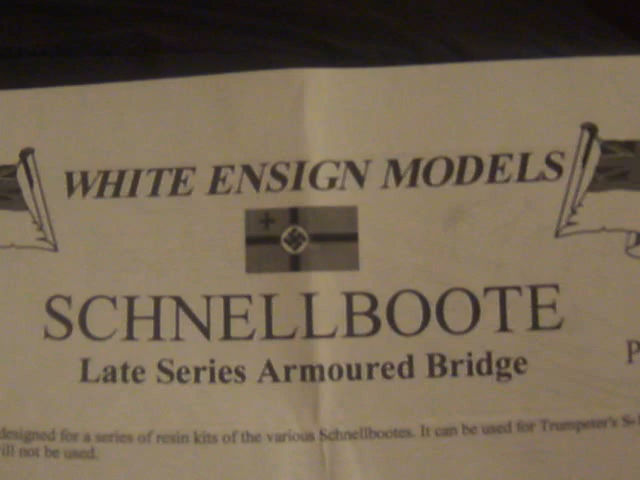 WHITE ENSIGN MODELS
SCHNELLBOOTE
Late Series Armoured Bridge
P
designed for a series of resin kits of the various Schnellbootes. It can be used for Trumpeter's S-
ill not be used.